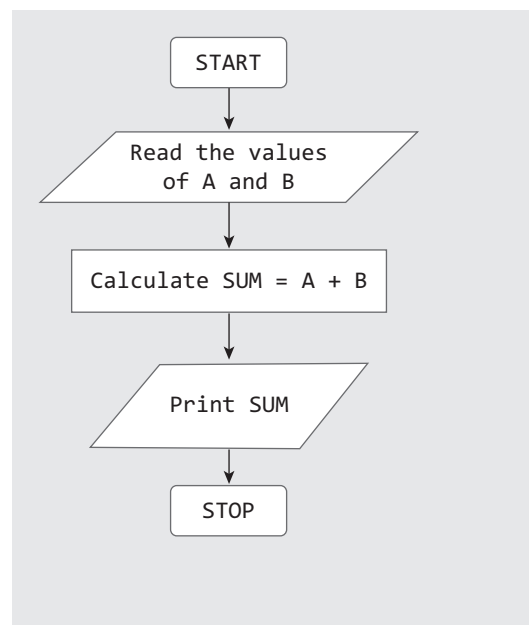 START
Read the values
of A and B
Calculate SUM = A + B
Print SUM
STOP